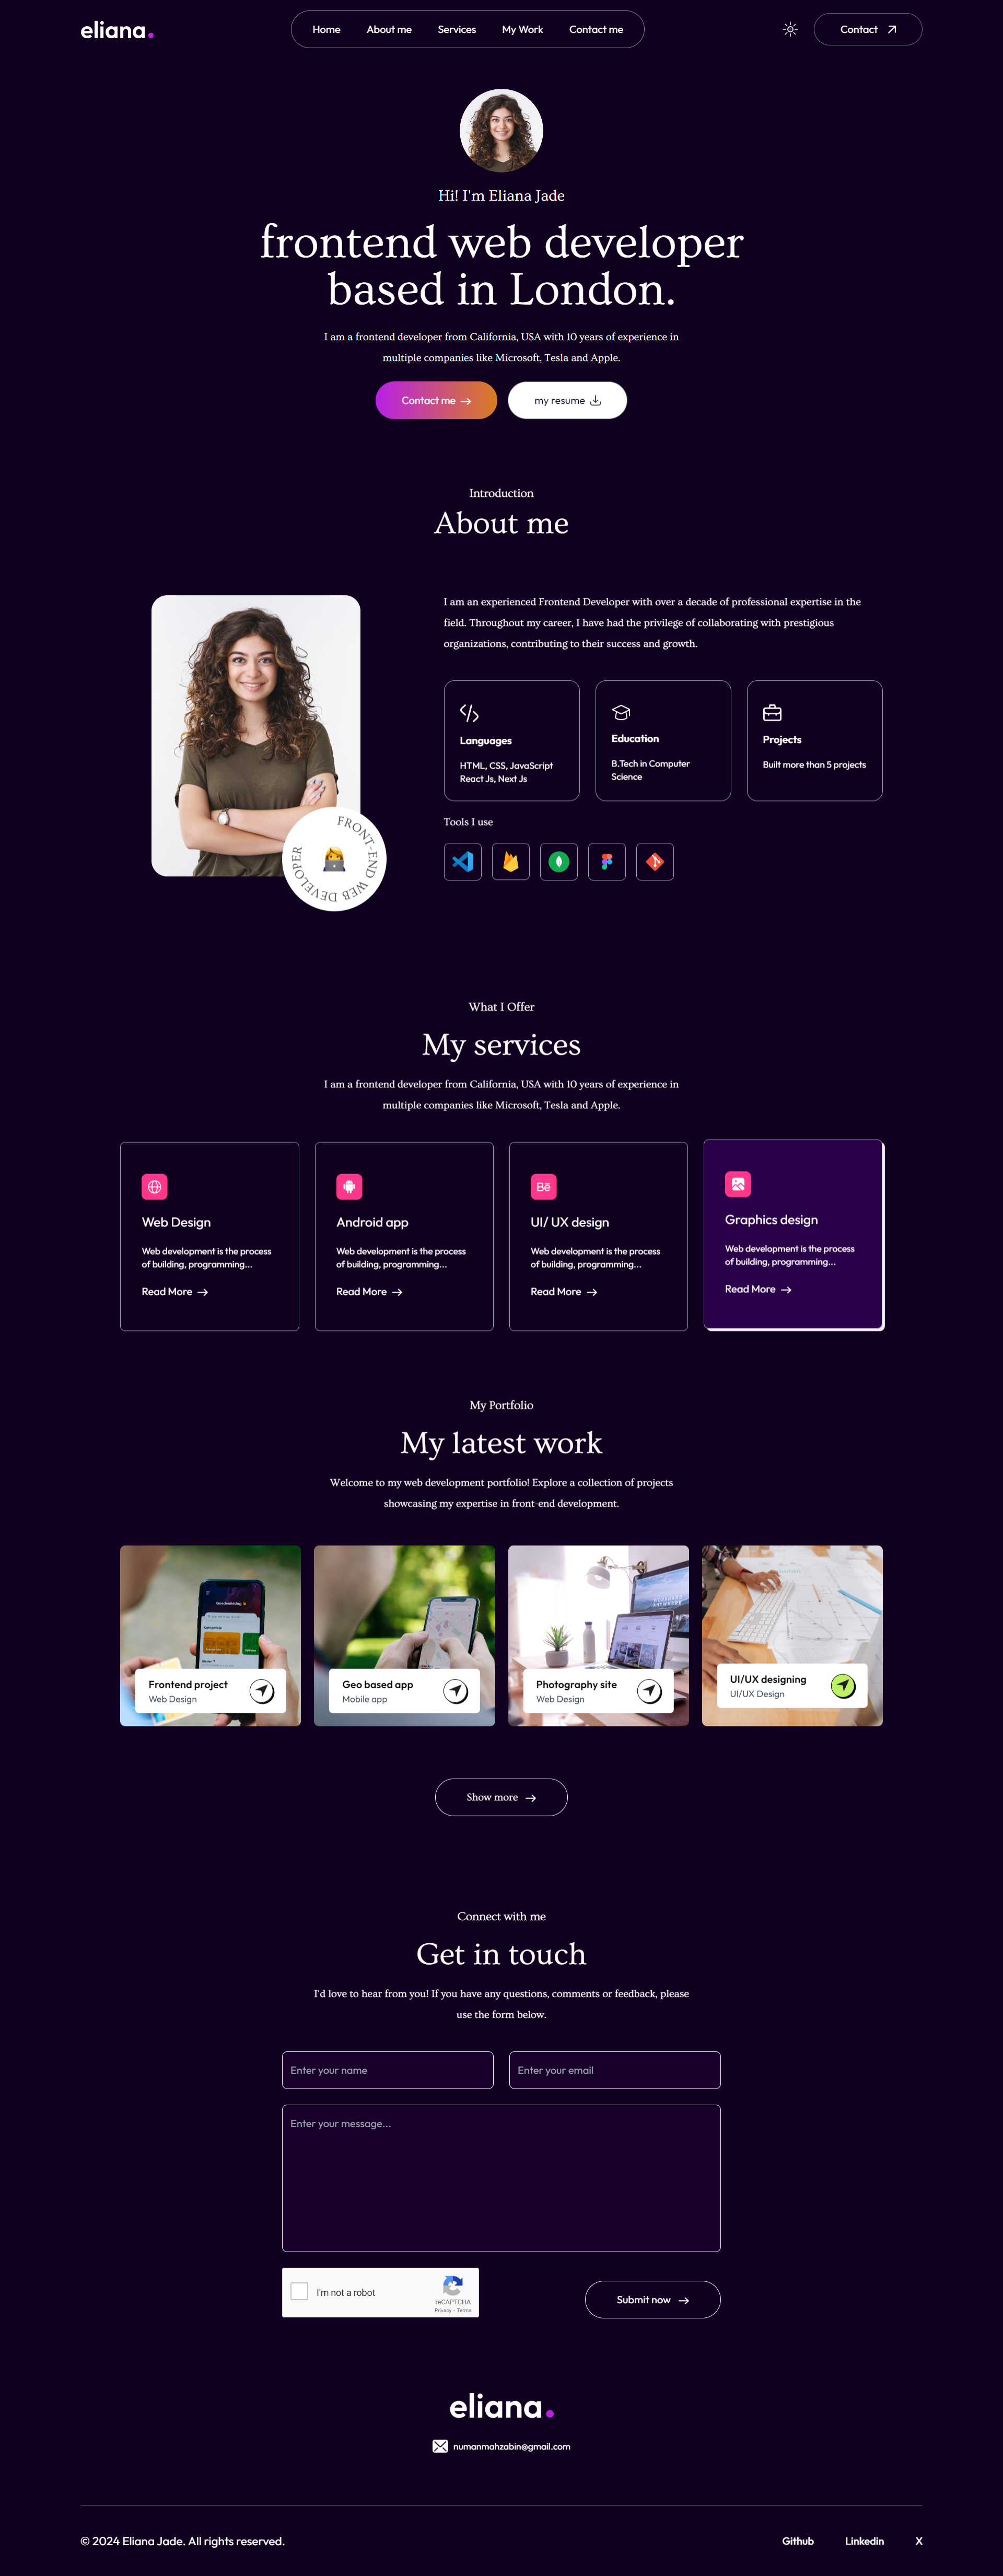 eliana.
Home
About me
Services
My Work
Contact me
Contact
Hi! I'm Eliana Jade
frontend web developer
based in London.
I am a frontend developer from California, USA with 10 years of experience in
multiple companies like Microsoft, Tesla and Apple.
Contact me
my resume
Introduction
About me
I am an experienced Frontend Developer with over a decade of professional expertise in the
field. Throughout my career, I have had the privilege of collaborating with prestigious
organizations, contributing to their success and growth.
Languages
HTML, CSS, JavaScript
React Js, Next Js
Education
B.Tech in Computer
Science
Projects
Built more than 5 projects
Tools I use
FRONT-END WEB DEVELOPER
What I Offer
My services
I am a frontend developer from California, USA with 10 years of experience in
multiple companies like Microsoft, Tesla and Apple.
Web Design
Web development is the process
of building, programming...
Read More
Android app
Web development is the process
of building, programming...
Read More
Bē
UI/ UX design
Web development is the process
of building, programming...
Read More
Graphics design
Web development is the process
of building, programming...
Read More
My Portfolio
My latest work
Welcome to my web development portfolio! Explore a collection of projects
showcasing my expertise in front-end development.
Frontend project
Web Design
Geo based app
Mobile app
Photography site
Web Design
UI/UX designing
UI/UX Design
Show more
Connect with me
Get in touch
I'd love to hear from you! If you have any questions, comments or feedback, please
use the form below.
Enter your name
Enter your email
Enter your message...
I'm not a robot
reCAPTCHA
Privacy - Terms
Submit now
eliana.
numanmahzabin@gmail.com
© 2024 Eliana Jade. All rights reserved.
Github
Linkedin
X